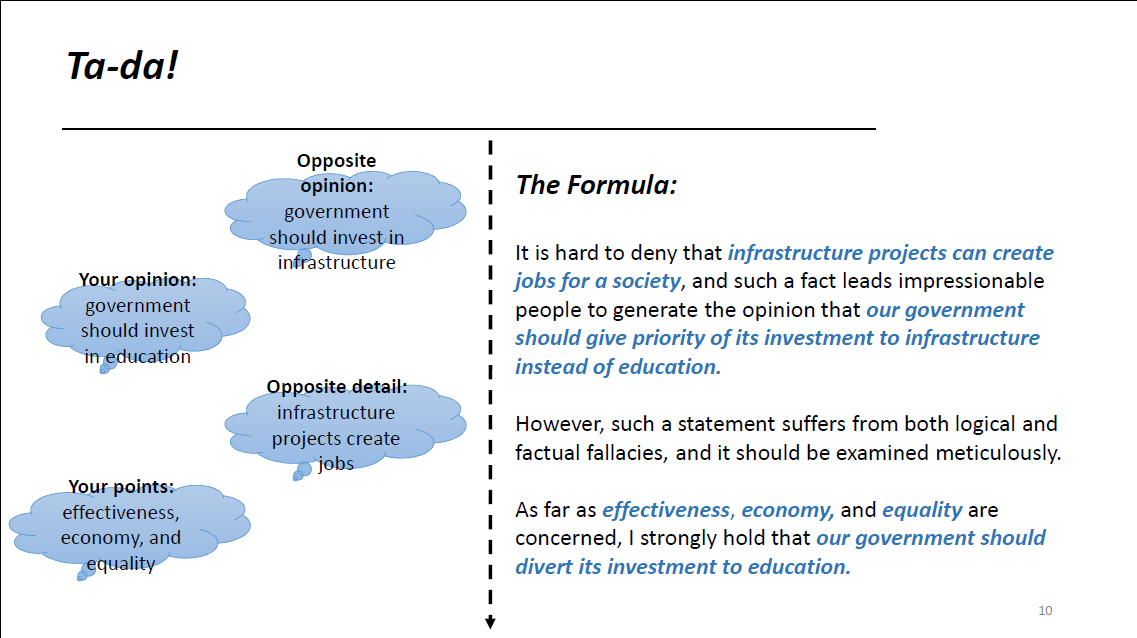 Ta-da!
Opposite
opinion:
government
should invest in
infrastructure
Your opinion:
government
should invest
in education
Opposite detail:
infrastructure
projects create
jobs
Your points:
effectiveness,
economy, and
equality
The Formula:
It is hard to deny that infrastructure projects can create
jobs for a society, and such a fact leads impressionable
people to generate the opinion that our government
should give priority of its investment to infrastructure
instead of education.
However, such a statement suffers from both logical and
factual fallacies, and it should be examined meticulously.
As far as effectiveness, economy, and equality are
concerned, I strongly hold that our government should
divert its investment to education.
10